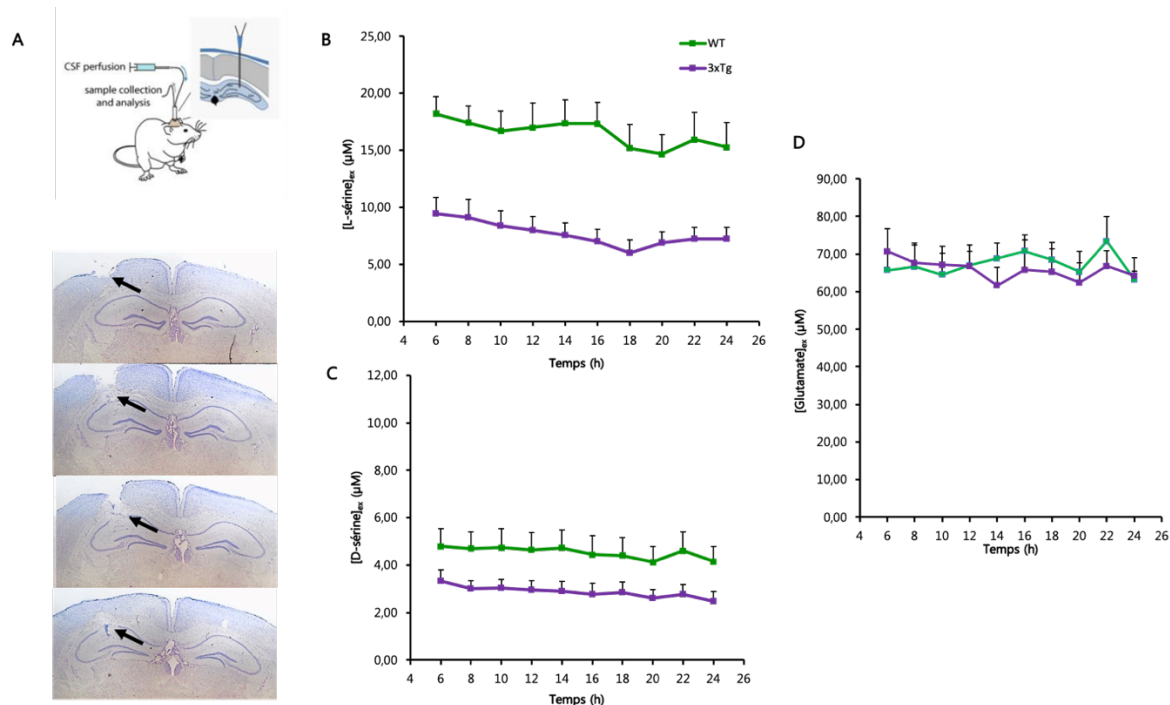 A
CSF perfusion
sample collection
and analysis
B
25,00
20,00
15,00
10,00
5,00
0,00
[L-sérine]ex (µM)
WT
3xTg
4 6 8 10 12 14 16 18 20 22 24 26
Temps (h)
C
12,00
10,00
8,00
6,00
4,00
2,00
0,00
[D-sérine]ex (µM)
4 6 8 10 12 14 16 18 20 22 24 26
Temps (h)
D
90,00
80,00
70,00
60,00
50,00
40,00
30,00
20,00
10,00
0,00
[Glutamate]ex (µM)
4 6 8 10 12 14 16 18 20 22 24 26
Temps (h)